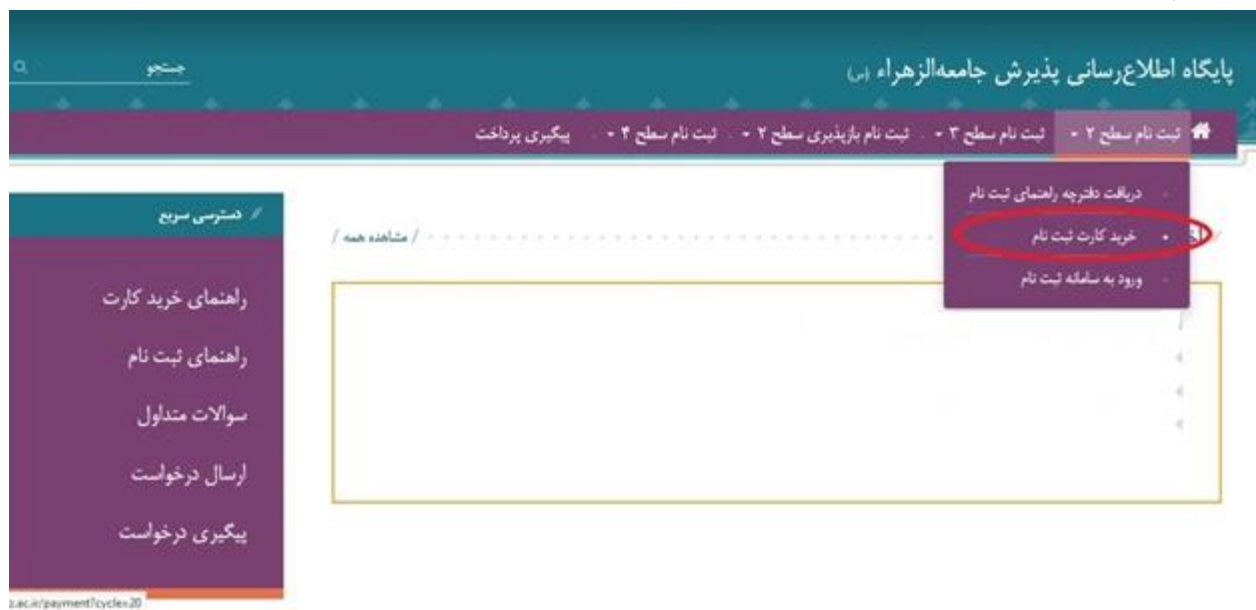 پایگاه اطلاع‌رسانی پذیرش جامعه‌الزهراء (س)
جستجو
ثبت نام سطح ۲
ثبت نام سطح ۳
ثبت نام بازپذیری سطح ۲
ثبت نام سطح ۴
پیگیری پرداخت
دریافت دفترچه راهنمای ثبت نام
خرید کارت ثبت نام
ورود به سامانه ثبت نام
/ مشاهده همه /
// دسترسی سریع
راهنمای خرید کارت
راهنمای ثبت نام
سوالات متداول
ارسال درخواست
پیگیری درخواست
z.ac.ir/payment?cycle=20